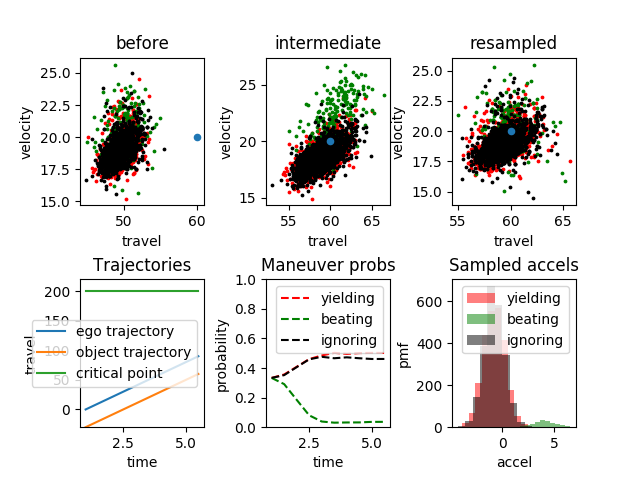 before
intermediate
resampled
velocity
25.0
22.5
20.0
17.5
15.0
50
60
travel
velocity
25
20
15
55
60
65
travel
velocity
25.0
22.5
20.0
17.5
15.0
55
60
65
travel
Trajectories
Maneuver probs
Sampled accels
travel
200
150
100
50
0
ego trajectory
object trajectory
critical point
2.5
5.0
time
probability
1.0
0.8
0.6
0.4
0.2
0.0
yielding
beating
ignoring
2.5
5.0
time
pmf
600
400
200
0
yielding
beating
ignoring
0
5
accel